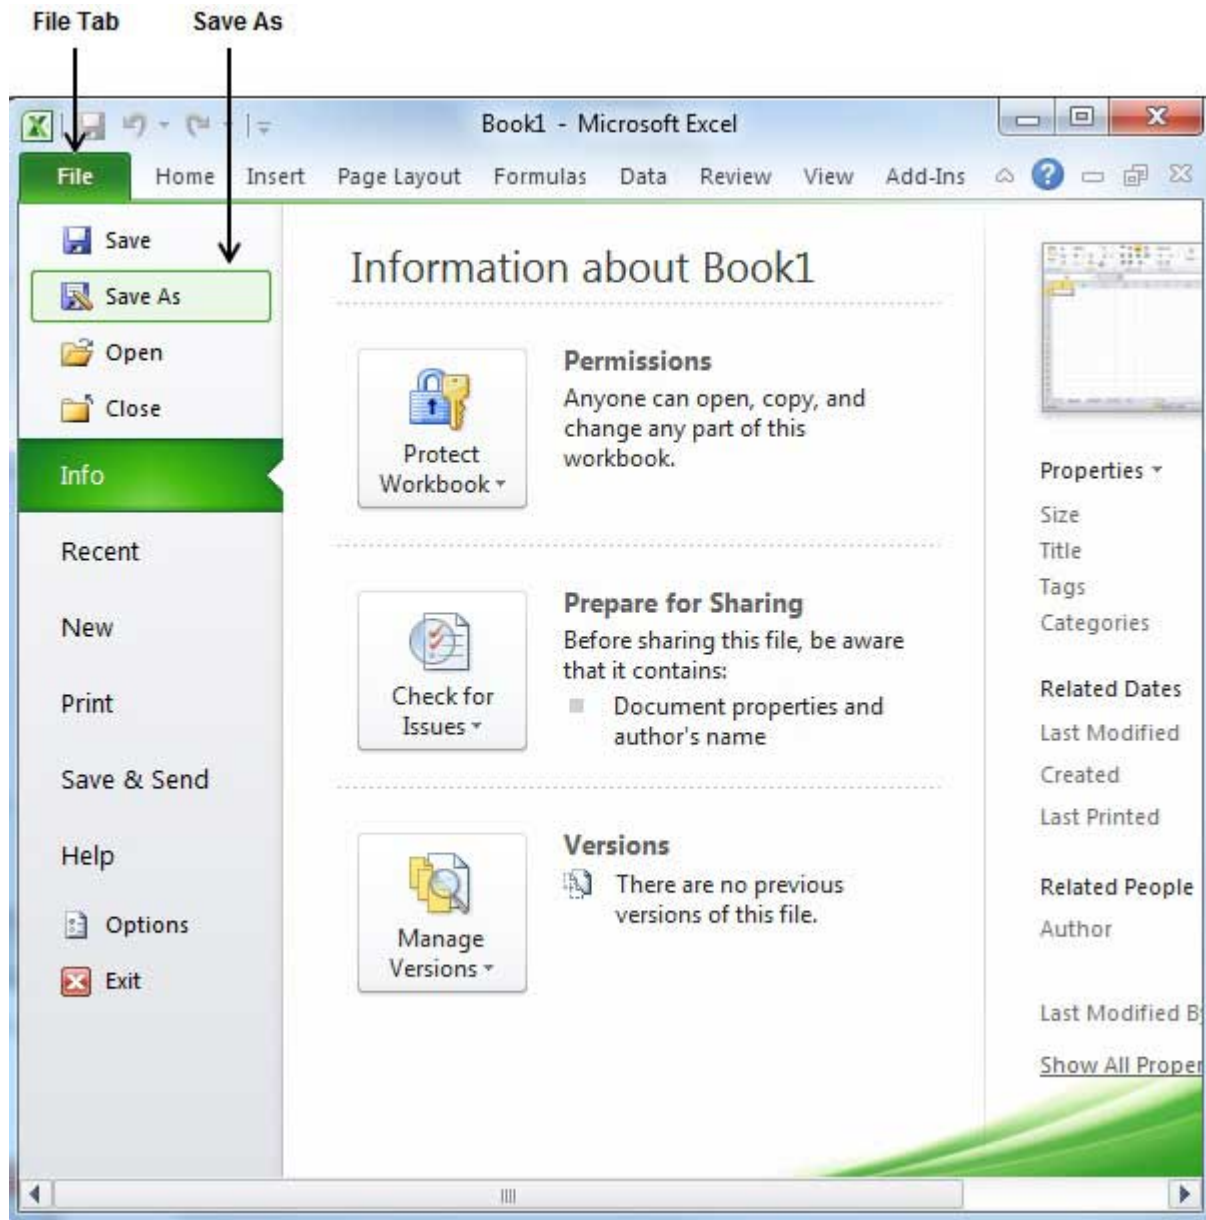 File Tab
Save As
Book1 - Microsoft Excel
File Home Insert Page Layout Formulas Data Review View Add-Ins
Save
Save As
Open
Close
Info
Recent
New
Print
Save & Send
Help
Options
Exit
Information about Book1
Protect
Workbook
Permissions
Anyone can open, copy, and
change any part of this
workbook.
Check for
Issues
Prepare for Sharing
Before sharing this file, be aware
that it contains:
Document properties and
author's name
Manage
Versions
Versions
There are no previous
versions of this file.
Properties
Size
Title
Tags
Categories
Related Dates
Last Modified
Created
Last Printed
Related People
Author
Last Modified B
Show All Proper